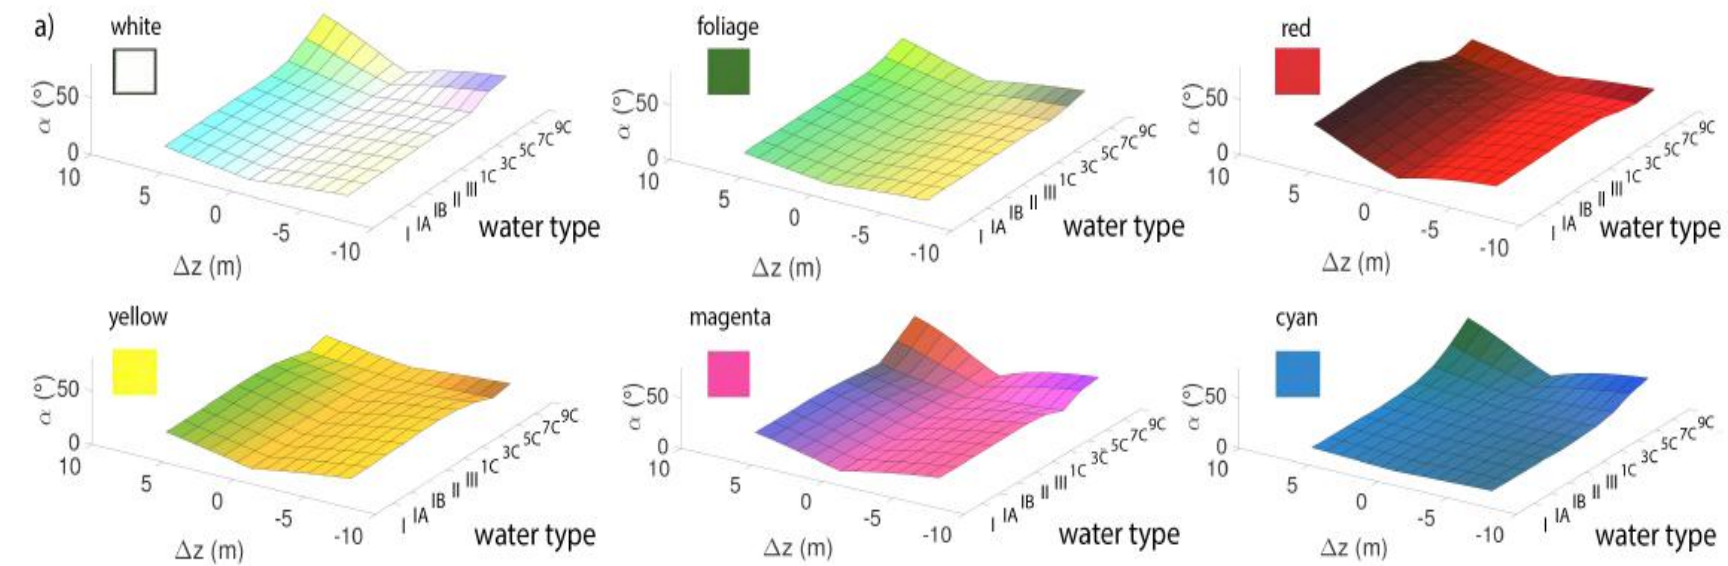 a)
white
α (°)
50
0
10
5
0
-5
-10
Δz (m)
I IA IB II III 1C 3C 5C 7C 9C
water type
foliage
α (°)
50
0
10
5
0
-5
-10
Δz (m)
I IA IB II III 1C 3C 5C 7C 9C
water type
red
α (°)
50
0
10
5
0
-5
-10
Δz (m)
I IA IB II III 1C 3C 5C 7C 9C
water type
yellow
α (°)
50
0
10
5
0
-5
-10
Δz (m)
I IA IB II III 1C 3C 5C 7C 9C
water type
magenta
α (°)
50
0
10
5
0
-5
-10
Δz (m)
I IA IB II III 1C 3C 5C 7C 9C
water type
cyan
α (°)
50
0
10
5
0
-5
-10
Δz (m)
I IA IB II III 1C 3C 5C 7C 9C
water type